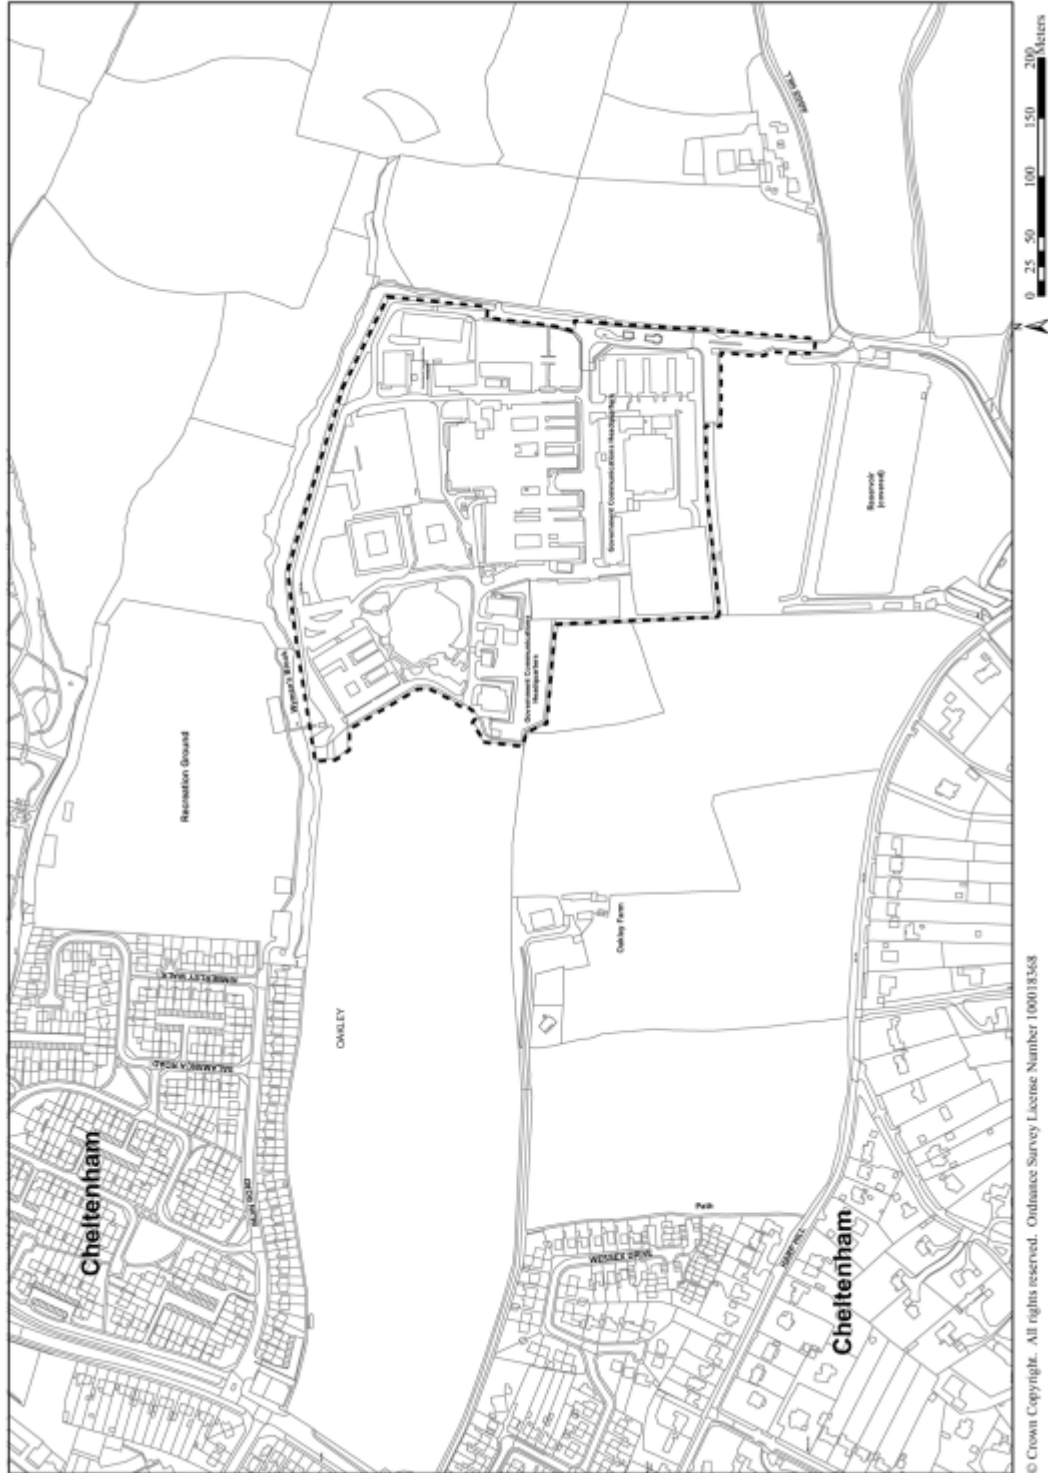 Cheltenham
Recreation Ground
Wyman's Brook
KIMBERLEY WALK
SALAMANCA ROAD
OAKLEY
Government Communications Headquarters
Government Communications
Headquarters
Oakley Farm
Reservoir
(covered)
Path
WESSEX DRIVE
HARP HILL
Cheltenham
N
0 25 50 100 150 200
Meters
© Crown Copyright. All rights reserved. Ordnance Survey License Number 100018368